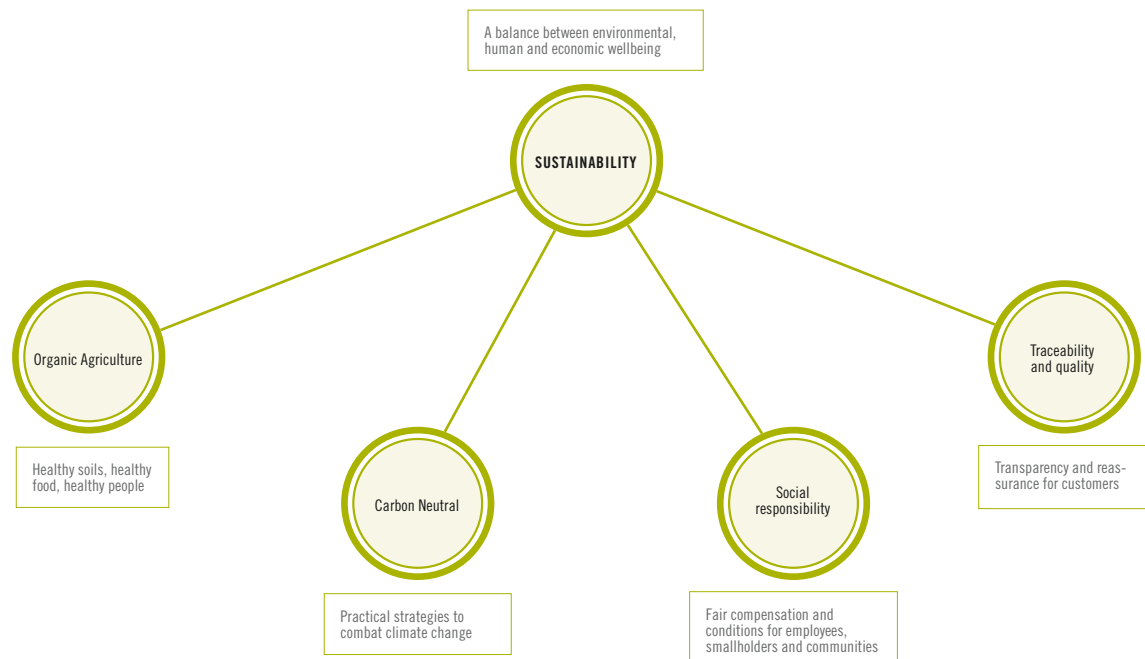 A balance between environmental,
human and economic wellbeing
SUSTAINABILITY
Organic Agriculture
Healthy soils, healthy
food, healthy people
Carbon Neutral
Practical strategies to
combat climate change
Social
responsibility
Fair compensation and
conditions for employees,
smallholders and communities
Traceability
and quality
Transparency and reas-
surance for customers